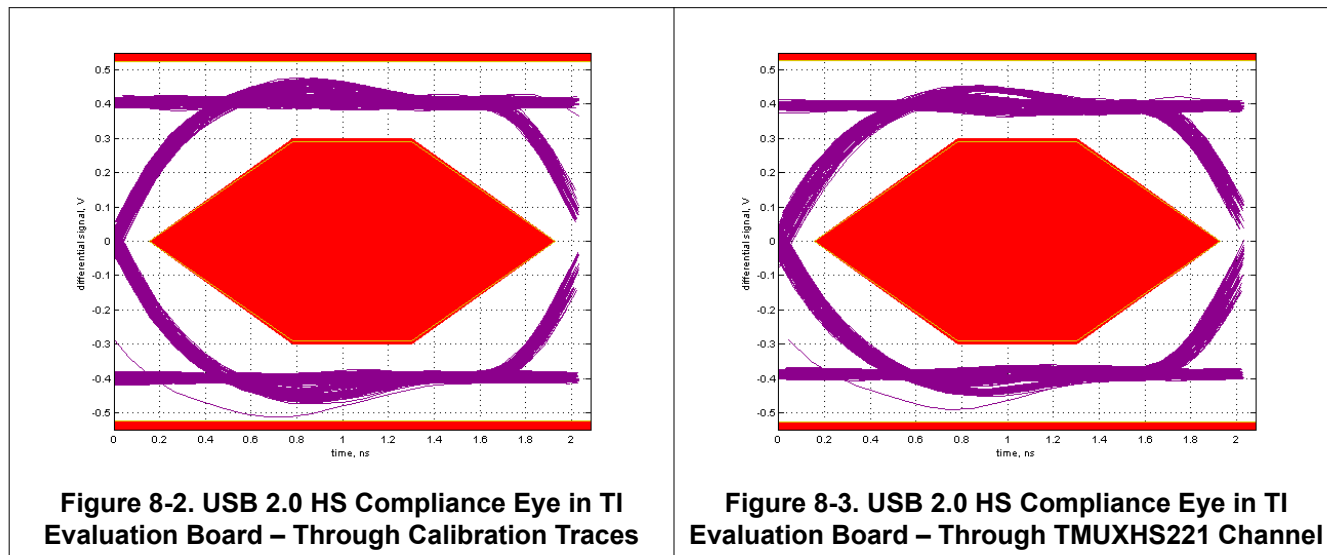 0.5
0.4
0.3
0.2
0.1
0
-0.1
-0.2
-0.3
-0.4
-0.5
differential signal, V
0 0.2 0.4 0.6 0.8 1 1.2 1.4 1.6 1.8 2
time, ns
Figure 8-2. USB 2.0 HS Compliance Eye in TI
Evaluation Board – Through Calibration Traces
0.5
0.4
0.3
0.2
0.1
0
-0.1
-0.2
-0.3
-0.4
-0.5
differential signal, V
0 0.2 0.4 0.6 0.8 1 1.2 1.4 1.6 1.8 2
time, ns
Figure 8-3. USB 2.0 HS Compliance Eye in TI
Evaluation Board – Through TMUXHS221 Channel